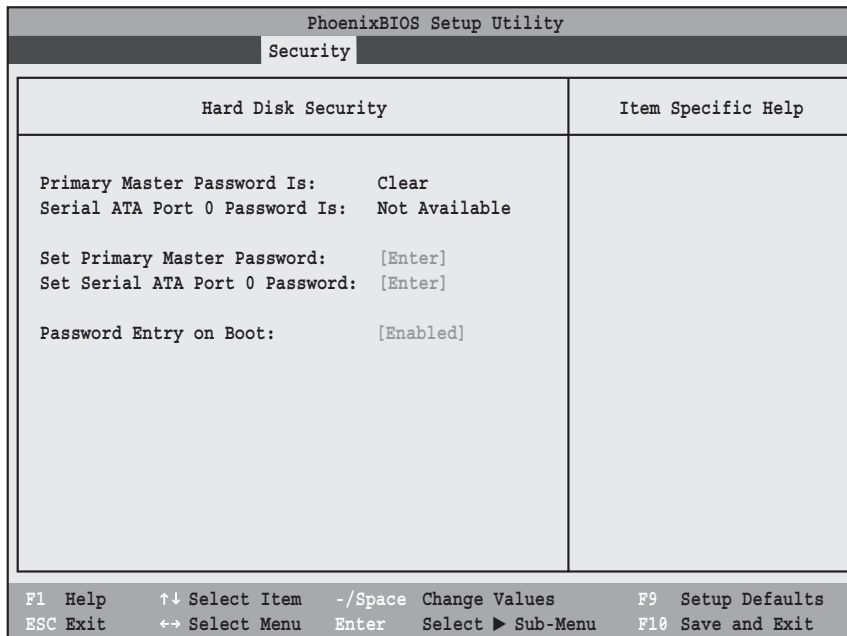 PhoenixBIOS Setup Utility
Security
Hard Disk Security
Item Specific Help
Primary Master Password Is: Clear
Serial ATA Port 0 Password Is: Not Available
Set Primary Master Password: [Enter]
Set Serial ATA Port 0 Password: [Enter]
Password Entry on Boot: [Enabled]
F1 Help ↑↓ Select Item -/Space Change Values F9 Setup Defaults
ESC Exit ←→ Select Menu Enter Select ▶ Sub-Menu F10 Save and Exit